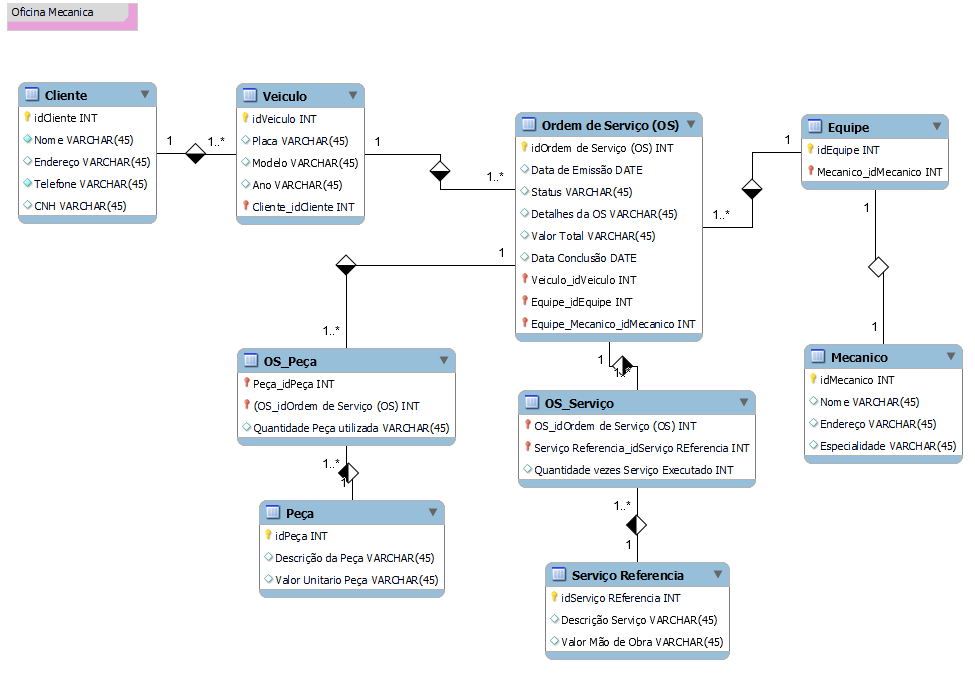 Oficina Mecanica
Cliente
idCliente INT
Nome VARCHAR(45)
Endereço VARCHAR(45)
Telefone VARCHAR(45)
CNH VARCHAR(45)
1
1..*
Veiculo
idVeiculo INT
Placa VARCHAR(45)
Modelo VARCHAR(45)
Ano VARCHAR(45)
Cliente_idCliente INT
1
1..*
Ordem de Serviço (OS)
idOrdem de Serviço (OS) INT
Data de Emissão DATE
Status VARCHAR(45)
Detalhes da OS VARCHAR(45)
Valor Total VARCHAR(45)
Data Conclusão DATE
Veiculo_idVeiculo INT
Equipe_idEquipe INT
Equipe_Mecanico_idMecanico INT
1
1..*
Equipe
idEquipe INT
Mecanico_idMecanico INT
1
1
Mecanico
idMecanico INT
Nome VARCHAR(45)
Endereço VARCHAR(45)
Especialidade VARCHAR(45)
1
1..*
OS_Peça
Peça_idPeça INT
(OS_idOrdem de Serviço (OS) INT
Quantidade Peça utilizada VARCHAR(45)
1..*
1
Peça
idPeça INT
Descrição da Peça VARCHAR(45)
Valor Unitario Peça VARCHAR(45)
1
1..*
OS_Serviço
OS_idOrdem de Serviço (OS) INT
Serviço Referencia_idServiço REferencia INT
Quantidade vezes Serviço Executado INT
1..*
1
Serviço Referencia
idServiço REferencia INT
Descrição Serviço VARCHAR(45)
Valor Mão de Obra VARCHAR(45)